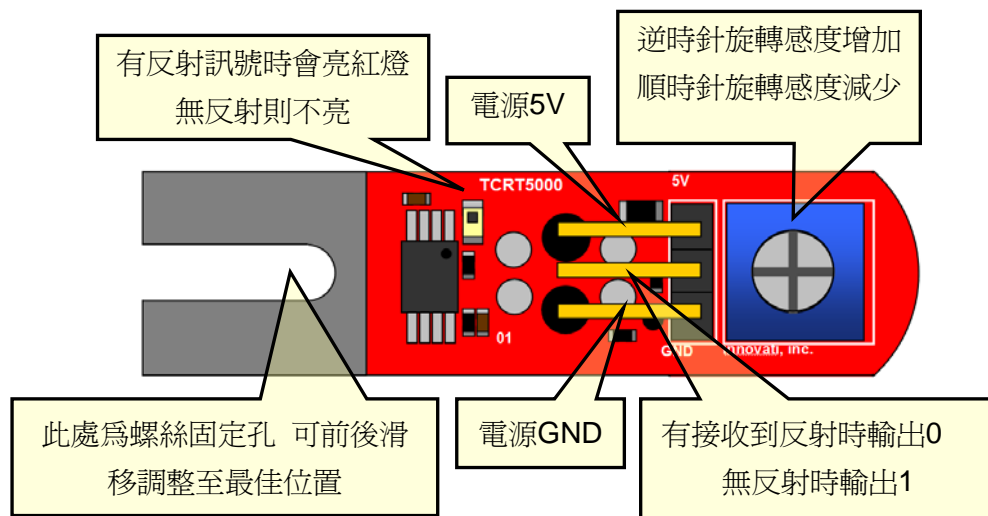 有反射訊號時會亮紅燈
無反射則不亮
電源5V
逆時針旋轉感度增加
順時針旋轉感度減少
TCRT5000
5V
01
GND
Innovati, Inc.
此處爲螺絲固定孔 可前後滑
移調整至最佳位置
電源GND
有接收到反射時輸出0
無反射時輸出1